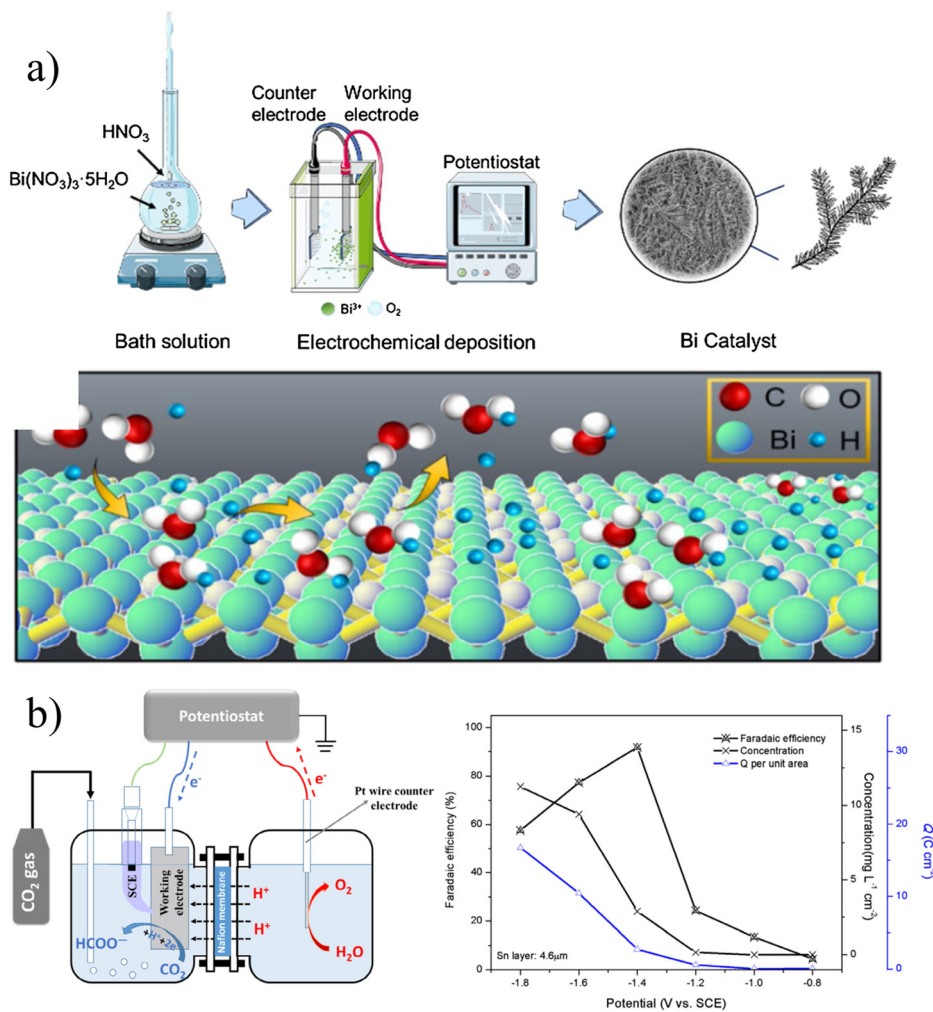 a)
Counter electrode
Working electrode
HNO₃
Bi(NO₃)₃·5H₂O
Potentiostat
Bi³⁺
O₂
Bath solution
Electrochemical deposition
Bi Catalyst
C
O
Bi
H
b)
Potentiostat
e⁻
e⁻
Pt wire counter
electrode
CO₂ gas
SCE
Working
electrode
Nafion membrane
H⁺
H⁺
O₂
H₂O
HCOO⁻
+H⁺+2e⁻
CO₂
Faradaic efficiency (%)
100
80
60
40
20
0
Faradaic efficiency
Concentration
Q per unit area
Sn layer: 4.6μm
-1.8
-1.6
-1.4
-1.2
-1.0
-0.8
Potential (V vs. SCE)
15
10
5
0
Concentration(mg L⁻¹ cm⁻²)
30
20
10
0
Q (C cm⁻²)